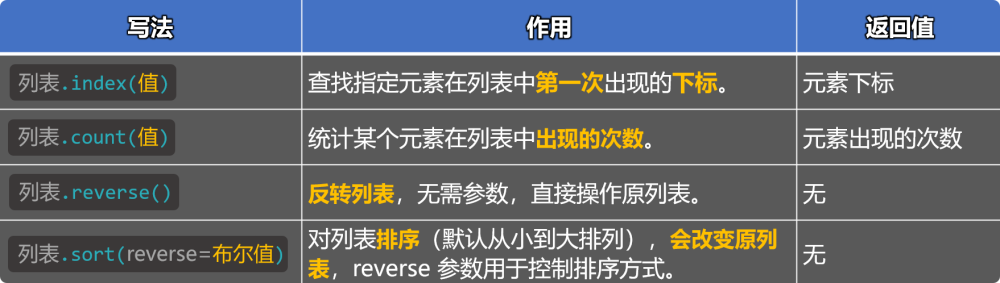 写法 作用 返回值
列表.index(值) 查找指定元素在列表中第一次出现的下标。 元素下标
列表.count(值) 统计某个元素在列表中出现的次数。 元素出现的次数
列表.reverse() 反转列表，无需参数，直接操作原列表。 无
列表.sort(reverse=布尔值) 对列表排序（默认从小到大排列），会改变原列 无
表，reverse 参数用于控制排序方式。